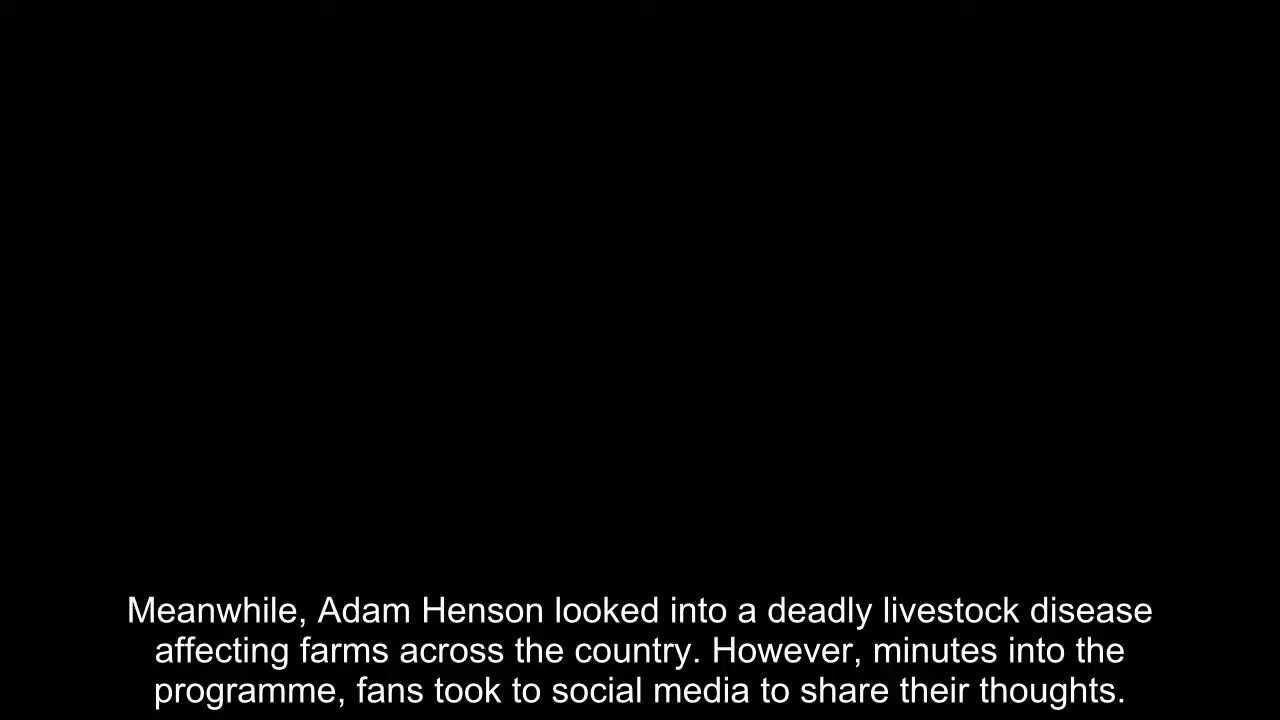 Meanwhile, Adam Henson looked into a deadly livestock disease
affecting farms across the country. However, minutes into the
programme, fans took to social media to share their thoughts.